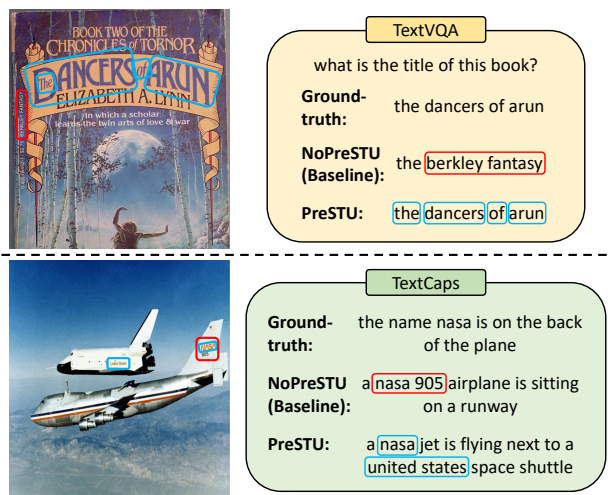 BOOK TWO OF THE
CHRONICLES of TORNOR
The DANCERS of ARUN
ELIZABETH A. LYNN
In which a scholar
learns the twin arts of love & war
BERKLEY FANTASY
TextVQA
what is the title of this book?
Ground-truth: the dancers of arun
NoPreSTU (Baseline): the berkley fantasy
PreSTU: the dancers of arun
NASA
905
TextCaps
Ground-truth: the name nasa is on the back
of the plane
NoPreSTU (Baseline): a nasa 905 airplane is sitting
on a runway
PreSTU: a nasa jet is flying next to a
united states space shuttle